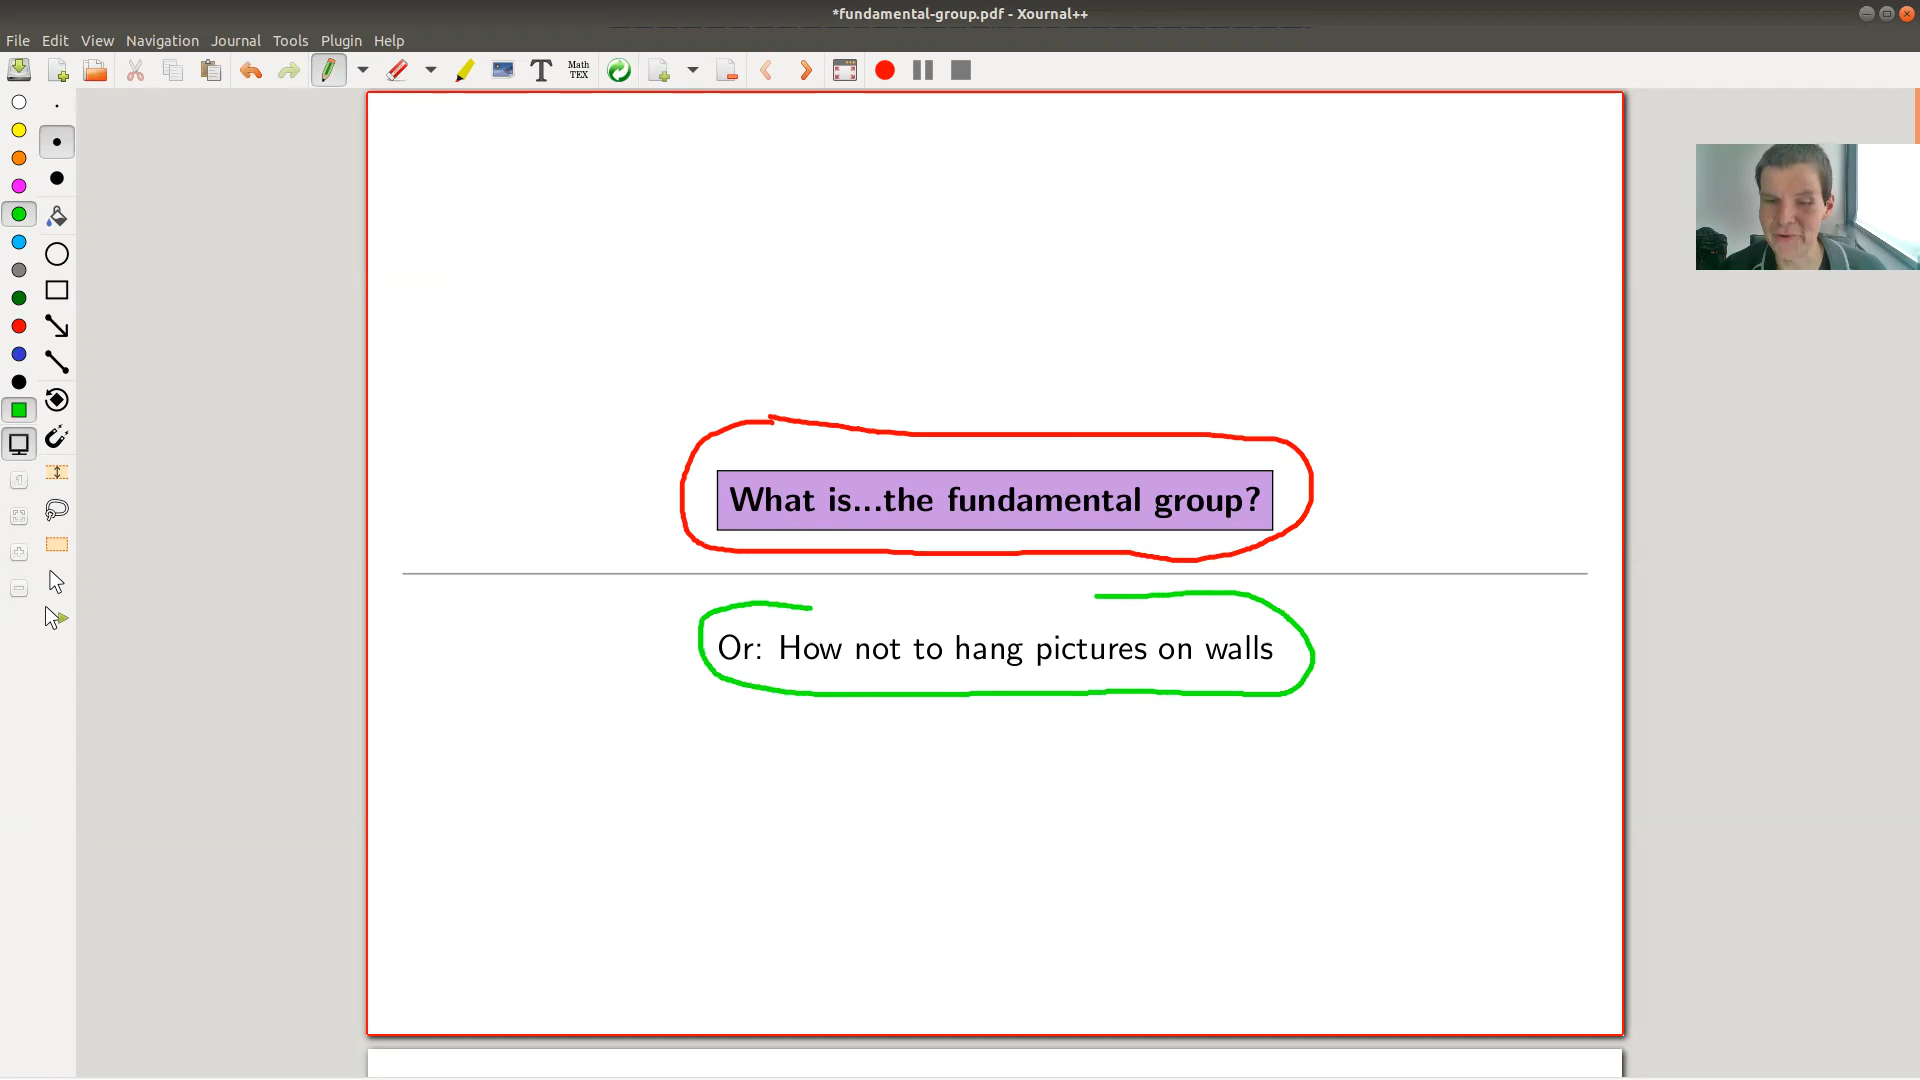 *fundamental-group.pdf - Xournal++
File Edit View Navigation Journal Tools Plugin Help
Math
TEX
What is...the fundamental group?
Or: How not to hang pictures on walls